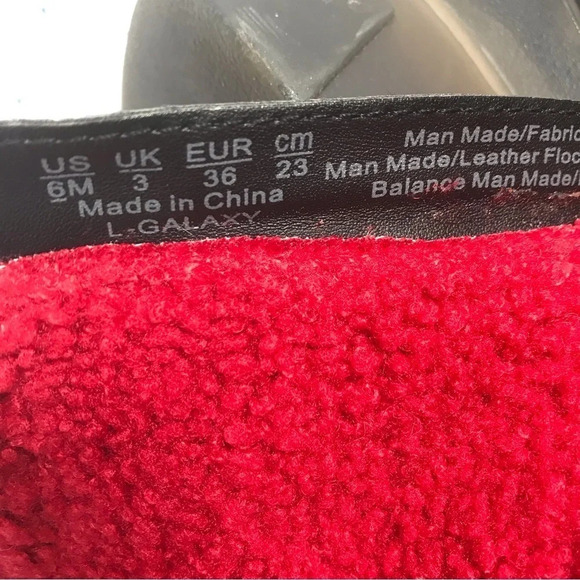 US UK EUR cm
6M 3 36 23
Made in China
L-GALAXY
Man Made/Fabric
Man Made/Leather Floc
Balance Man Made/